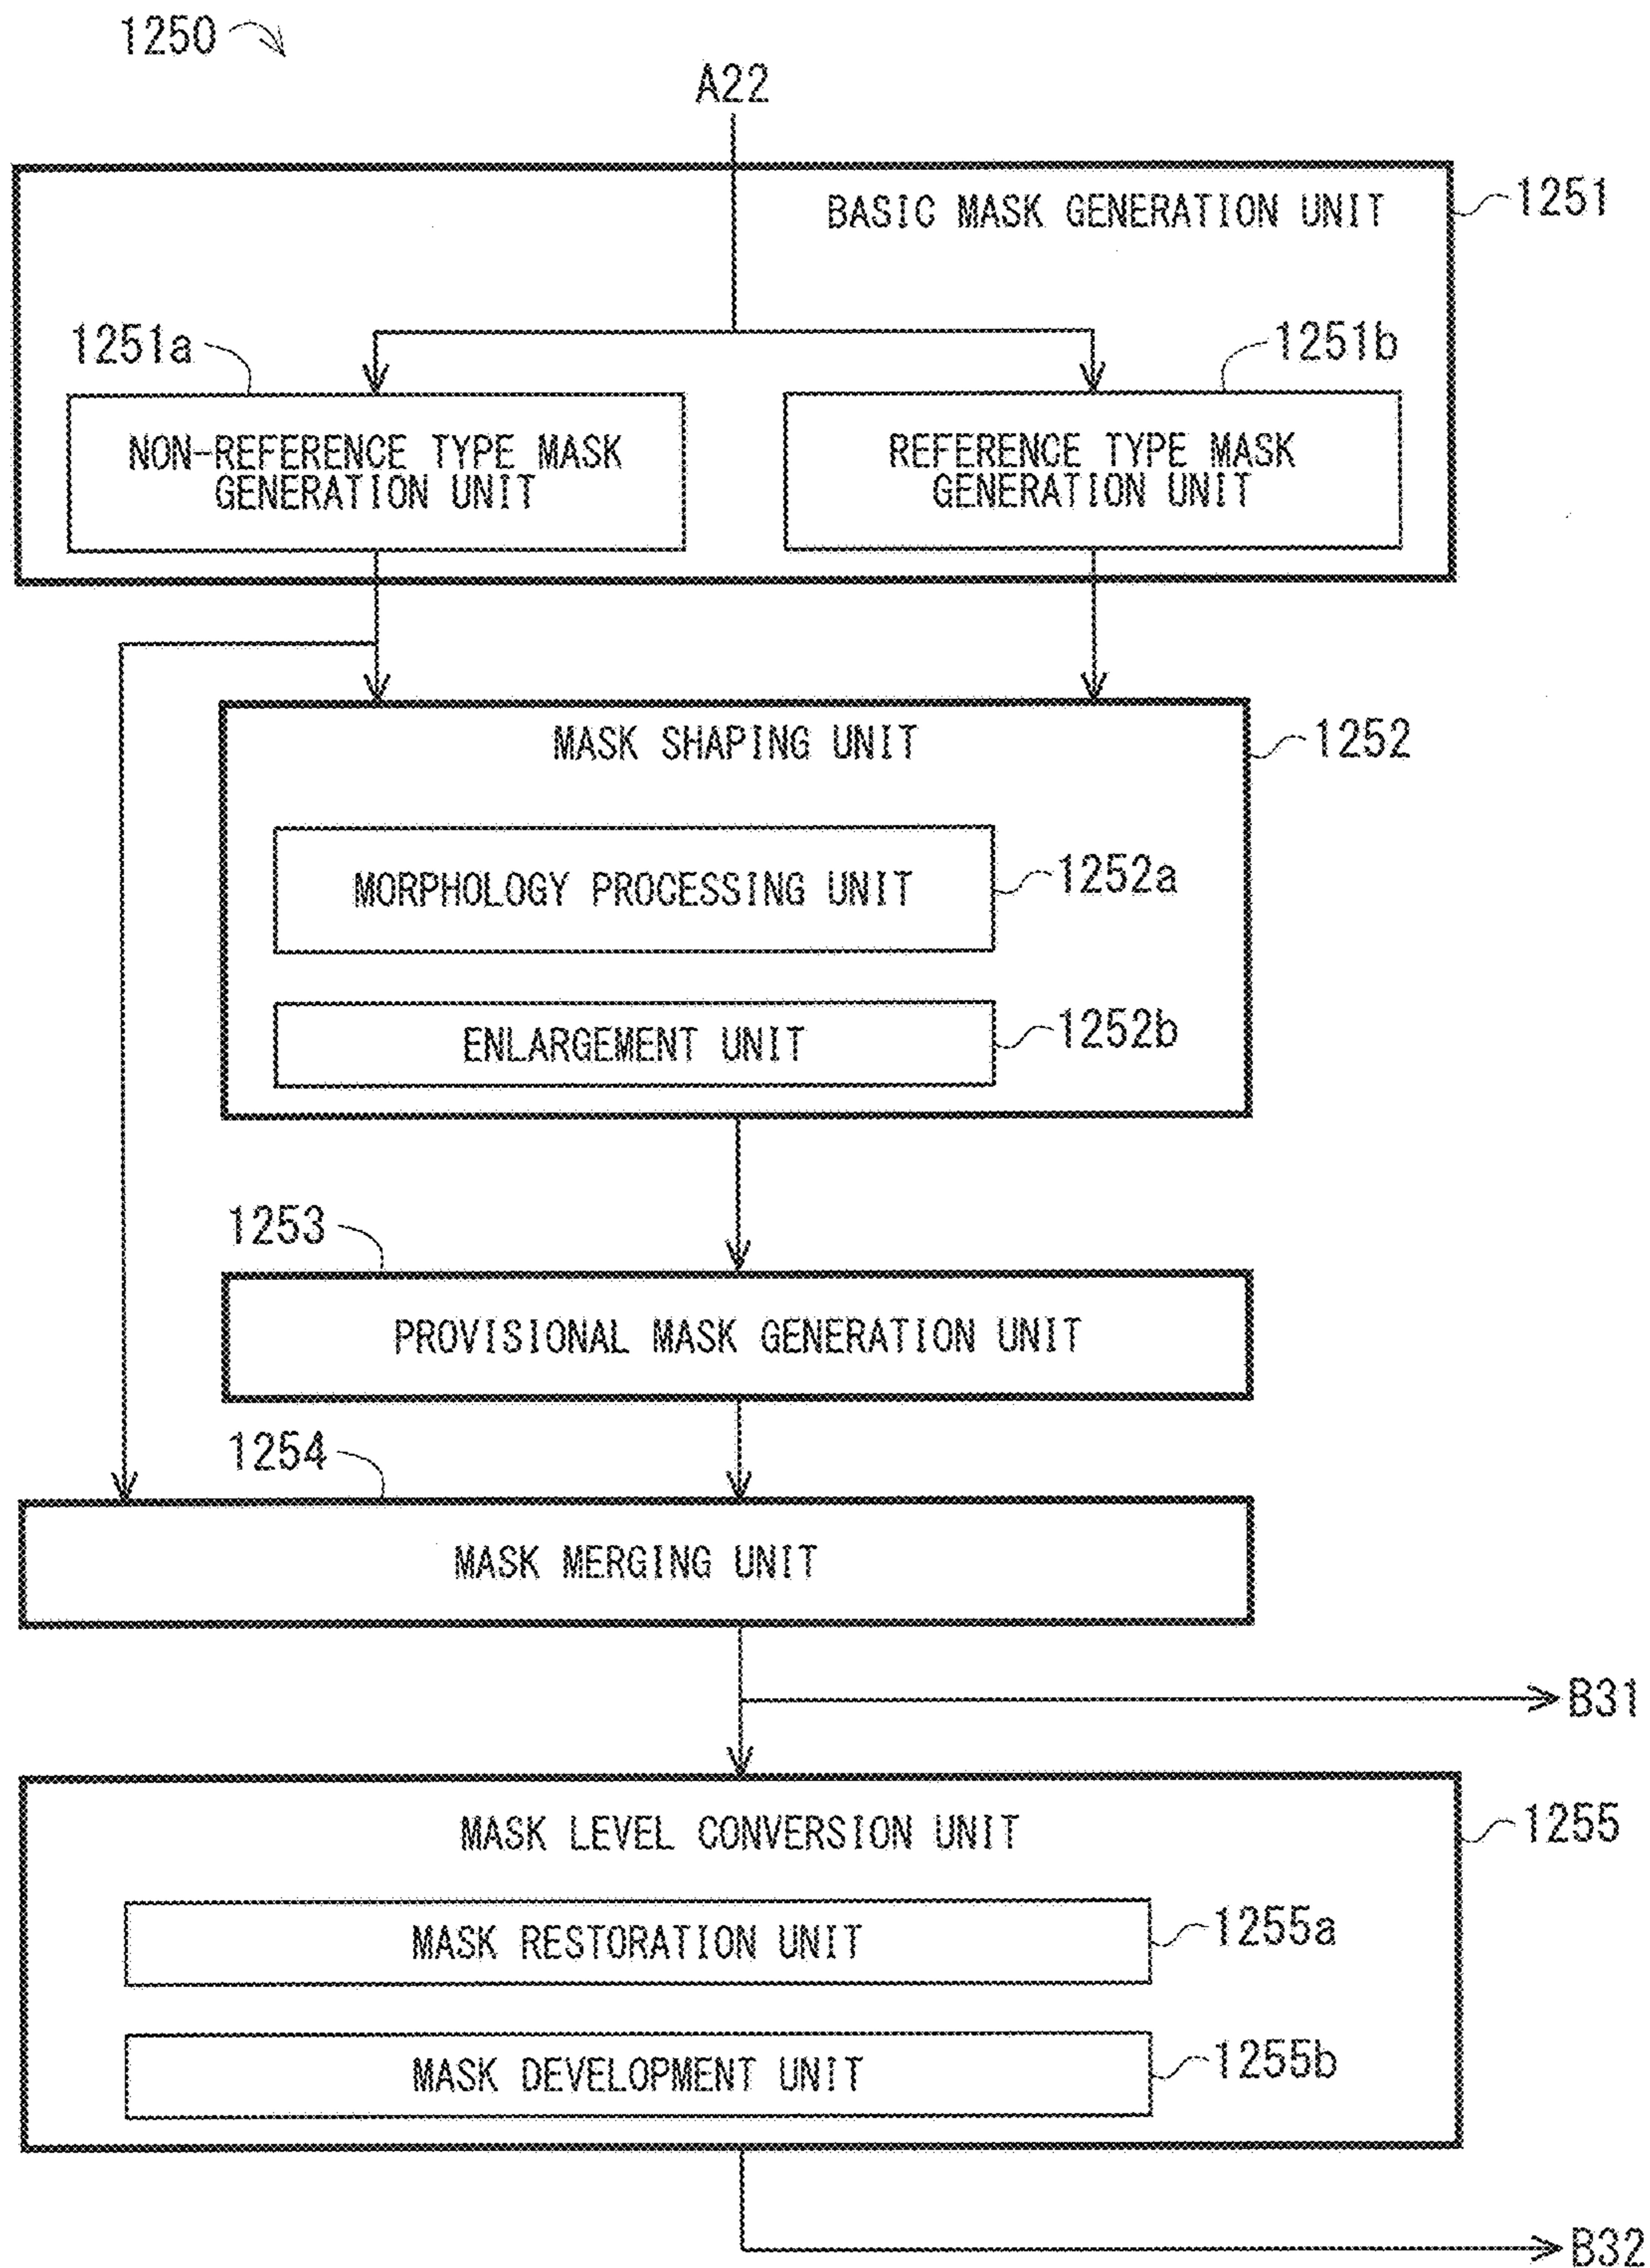 1250
A22
BASIC MASK GENERATION UNIT
1251
1251a
1251b
NON-REFERENCE TYPE MASK
GENERATION UNIT
REFERENCE TYPE MASK
GENERATION UNIT
MASK SHAPING UNIT
1252
MORPHOLOGY PROCESSING UNIT
1252a
ENLARGEMENT UNIT
1252b
1253
PROVISIONAL MASK GENERATION UNIT
1254
MASK MERGING UNIT
B31
MASK LEVEL CONVERSION UNIT
1255
MASK RESTORATION UNIT
1255a
MASK DEVELOPMENT UNIT
1255b
B32